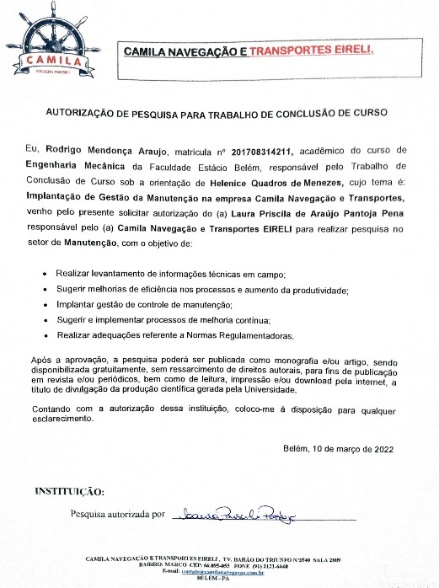 CAMILA
CAMILA NAVEGAÇÃO E TRANSPORTES EIRELI.
AUTORIZAÇÃO DE PESQUISA PARA TRABALHO DE CONCLUSÃO DE CURSO
Eu, Rodrigo Mendonça Araujo, matricula nº 201708314211, acadêmico do curso de
Engenharia Mecânica da Faculdade Estácio Belém, responsável pelo Trabalho de
Conclusão de Curso sob a orientação de Helenice Quadros de Menezes, cujo tema é:
Implantação de Gestão da Manutenção na empresa Camila Navegação e Transportes,
venho pelo presente solicitar autorização do (a) Laura Priscila de Araújo Pantoja Pena
responsável pelo (a) Camila Navegação e Transportes EIRELI para realizar pesquisa no
setor de Manutenção, com o objetivo de:
• Realizar levantamento de informações técnicas em campo;
• Sugerir melhorias de eficiência nos processos e aumento da produtividade;
• Implantar gestão de controle de manutenção;
• Sugerir e implementar processos de melhoria contínua;
• Realizar adequações referente a Normas Regulamentadoras.
Após a aprovação, a pesquisa poderá ser publicada como monografia e/ou artigo, sendo
disponibilizada gratuitamente, sem ressarcimento de direitos autorais, para fins de publicação
em revista e/ou periódicos, bem como de leitura, impressão e/ou download pela internet, a
título de divulgação da produção científica gerada pela Universidade.
Contando com a autorização dessa instituição, coloco-me à disposição para qualquer
esclarecimento.
Belém, 10 de março de 2022
INSTITUIÇÃO:
Pesquisa autorizada por
CAMILA NAVEGAÇÃO E TRANSPORTES EIRELI, TV. BARÃO DO TRIUNFO Nº3540 SALA 2009
BAIRRO: MARCO CEP: 66.095-055 FONE (91) 2121-6640
BELÉM - PA